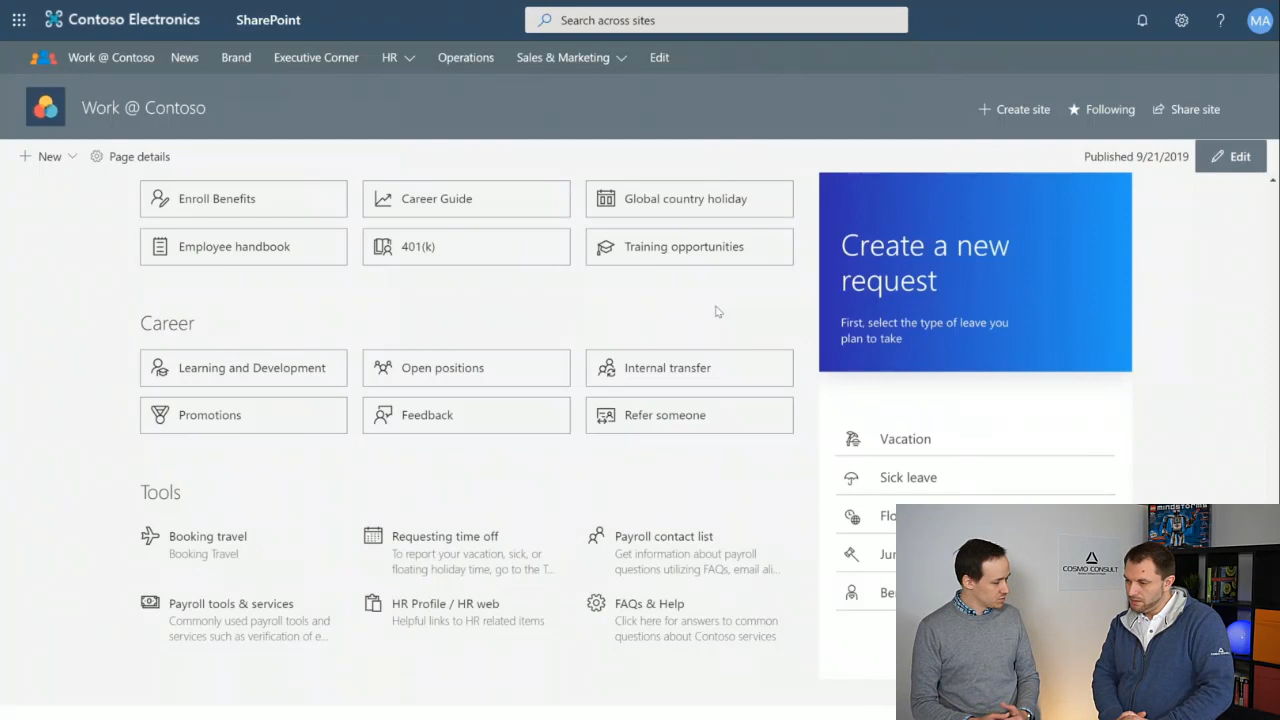 Contoso Electronics
SharePoint
Search across sites
MA
Work @ Contoso
News
Brand
Executive Corner
HR
Operations
Sales & Marketing
Edit
Work @ Contoso
Create site
Following
Share site
New
Page details
Published 9/21/2019
Edit
Enroll Benefits
Career Guide
Global country holiday
Employee handbook
401(k)
Training opportunities
Create a new
request
First, select the type of leave you
plan to take
Career
Learning and Development
Open positions
Internal transfer
Promotions
Feedback
Refer someone
Vacation
Sick leave
Flo
Jur
Be
Tools
Booking travel
Booking Travel
Requesting time off
To report your vacation, sick, or
floating holiday time, go to the T...
Payroll contact list
Get information about payroll
questions utilizing FAQs, email ali...
Payroll tools & services
Commonly used payroll tools and
services such as verification of e...
HR Profile / HR web
Helpful links to HR related items
FAQs & Help
Click here for answers to common
questions about Contoso services
MINDSTORMS
COSMO CONSULT